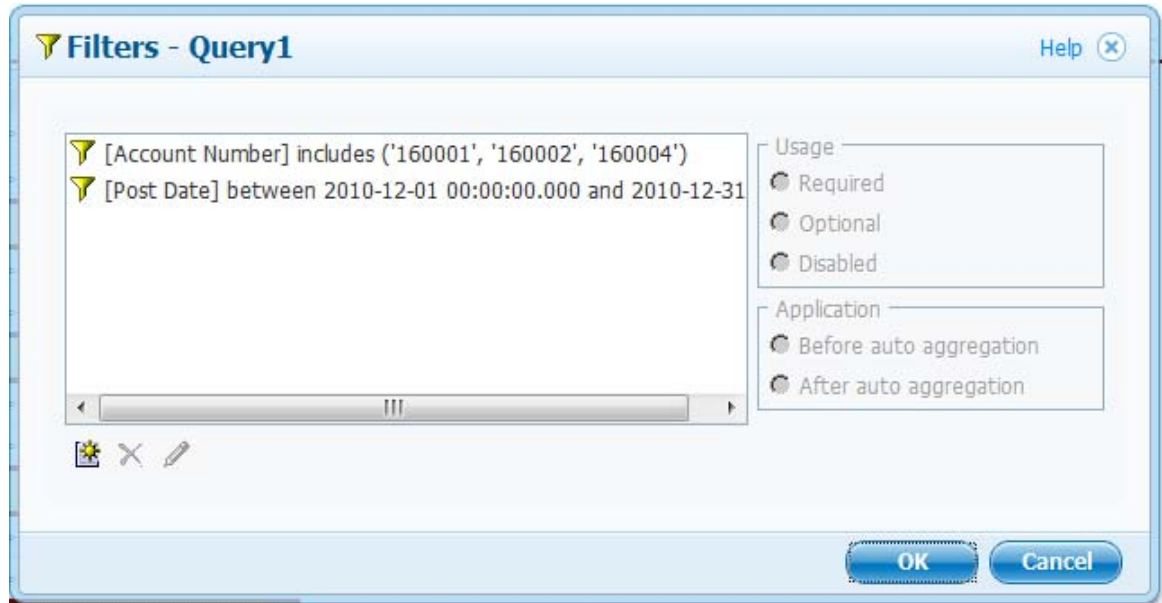 Filters - Query1
Help
[Account Number] includes ('160001', '160002', '160004')
[Post Date] between 2010-12-01 00:00:00.000 and 2010-12-31
Usage
Required
Optional
Disabled
Application
Before auto aggregation
After auto aggregation
OK
Cancel